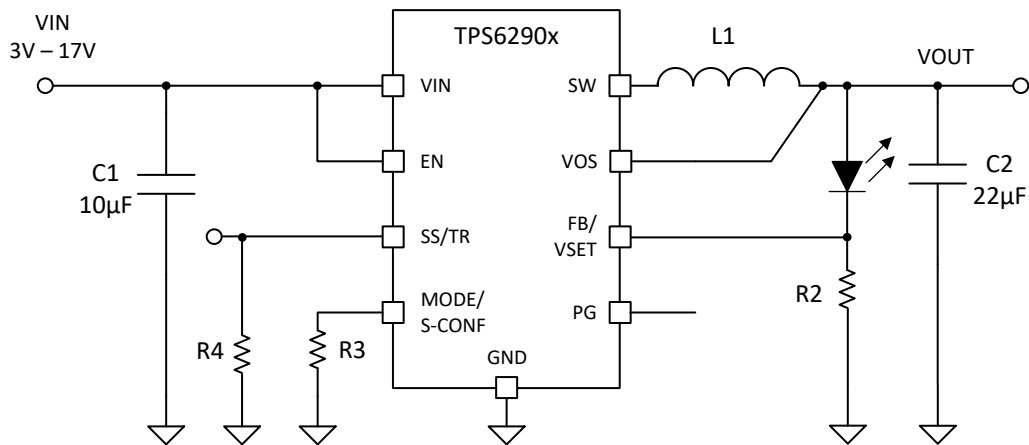 VIN
3V – 17V
TPS6290x
L1
VOUT
VIN
SW
EN
VOS
C1
10µF
C2
22µF
SS/TR
FB/
VSET
R2
MODE/
S-CONF
PG
R4
R3
GND